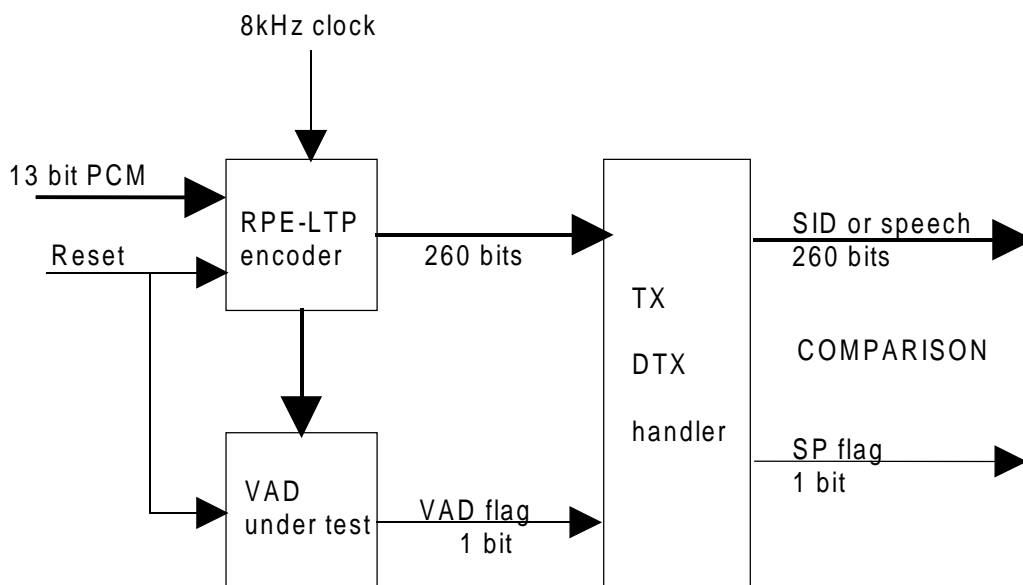 8kHz clock
13 bit PCM
RPE-LTP
encoder
Reset
260 bits
SID or speech
260 bits
TX
DTX
handler
COMPARISON
VAD
under test
VAD flag
1 bit
SP flag
1 bit